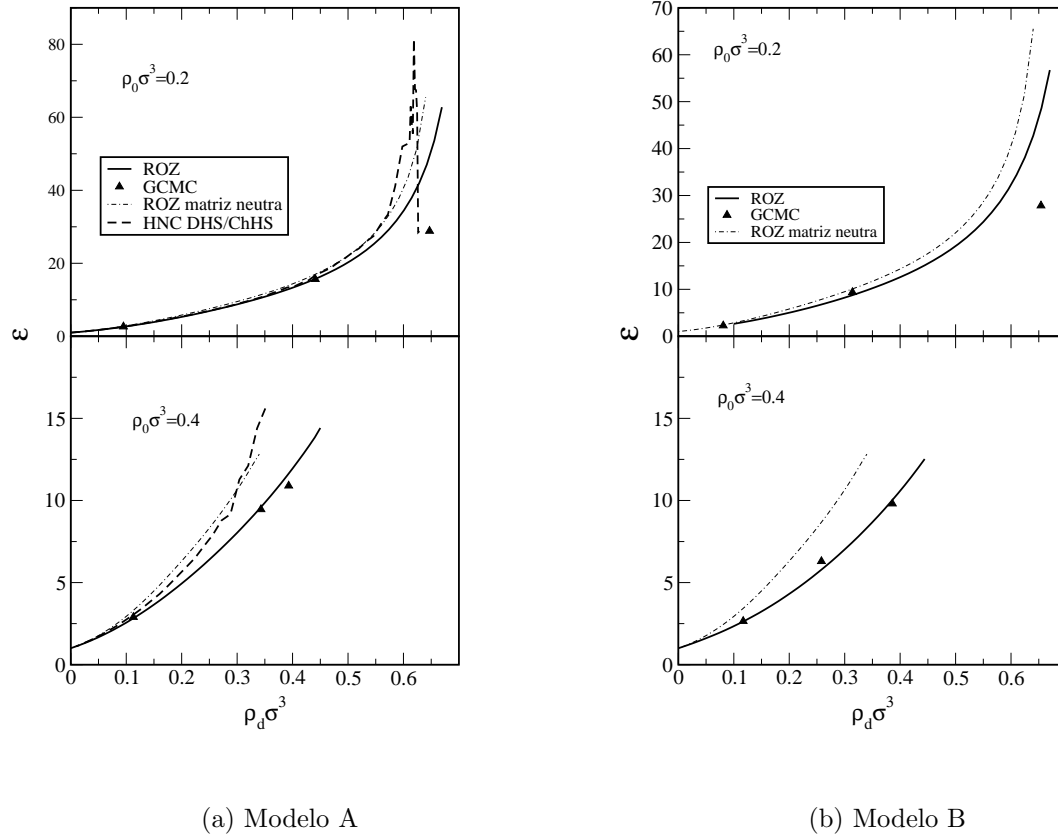 80
60
40
20
0
ρ₀σ³=0.2
ROZ
GCMC
ROZ matriz neutra
HNC DHS/ChHS
ε
15
10
5
0
ρ₀σ³=0.4
0 0.1 0.2 0.3 0.4 0.5 0.6
ρ_dσ³
(a) Modelo A
70
60
50
40
30
20
10
0
ρ₀σ³=0.2
ROZ
GCMC
ROZ matriz neutra
ε
15
10
5
0
ρ₀σ³=0.4
0 0.1 0.2 0.3 0.4 0.5 0.6
ρ_dσ³
(b) Modelo B